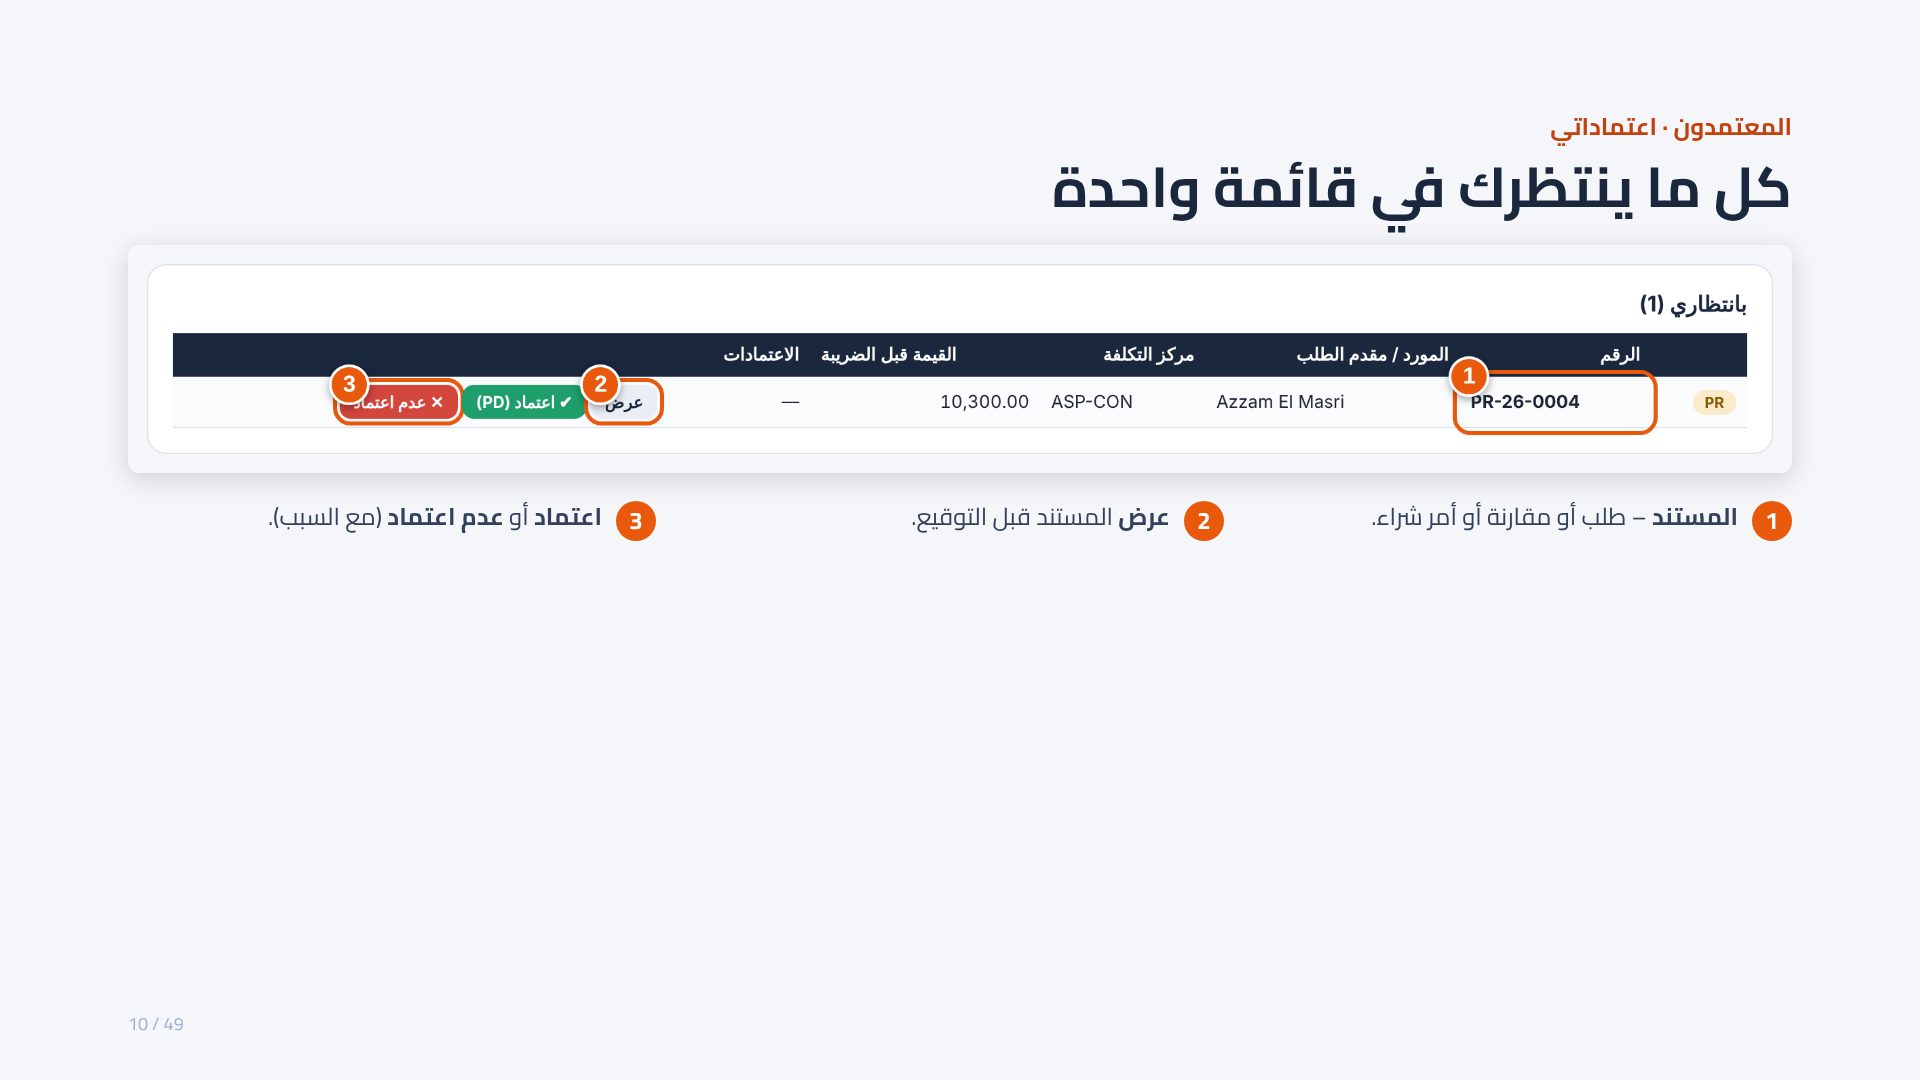 المعتمدون · اعتماداتي
كل ما ينتظرك في قائمة واحدة
بانتظاري (1)
الرقم المورد / مقدم الطلب مركز التكلفة القيمة قبل الضريبة الاعتمادات
PR PR-26-0004 Azzam El Masri ASP-CON 10,300.00 — عرض ✔ اعتماد (PD) ✕ عدم اعتماد
1 2 3
1 المستند – طلب أو مقارنة أو أمر شراء.
2 عرض المستند قبل التوقيع.
3 اعتماد أو عدم اعتماد (مع السبب).
10 / 49